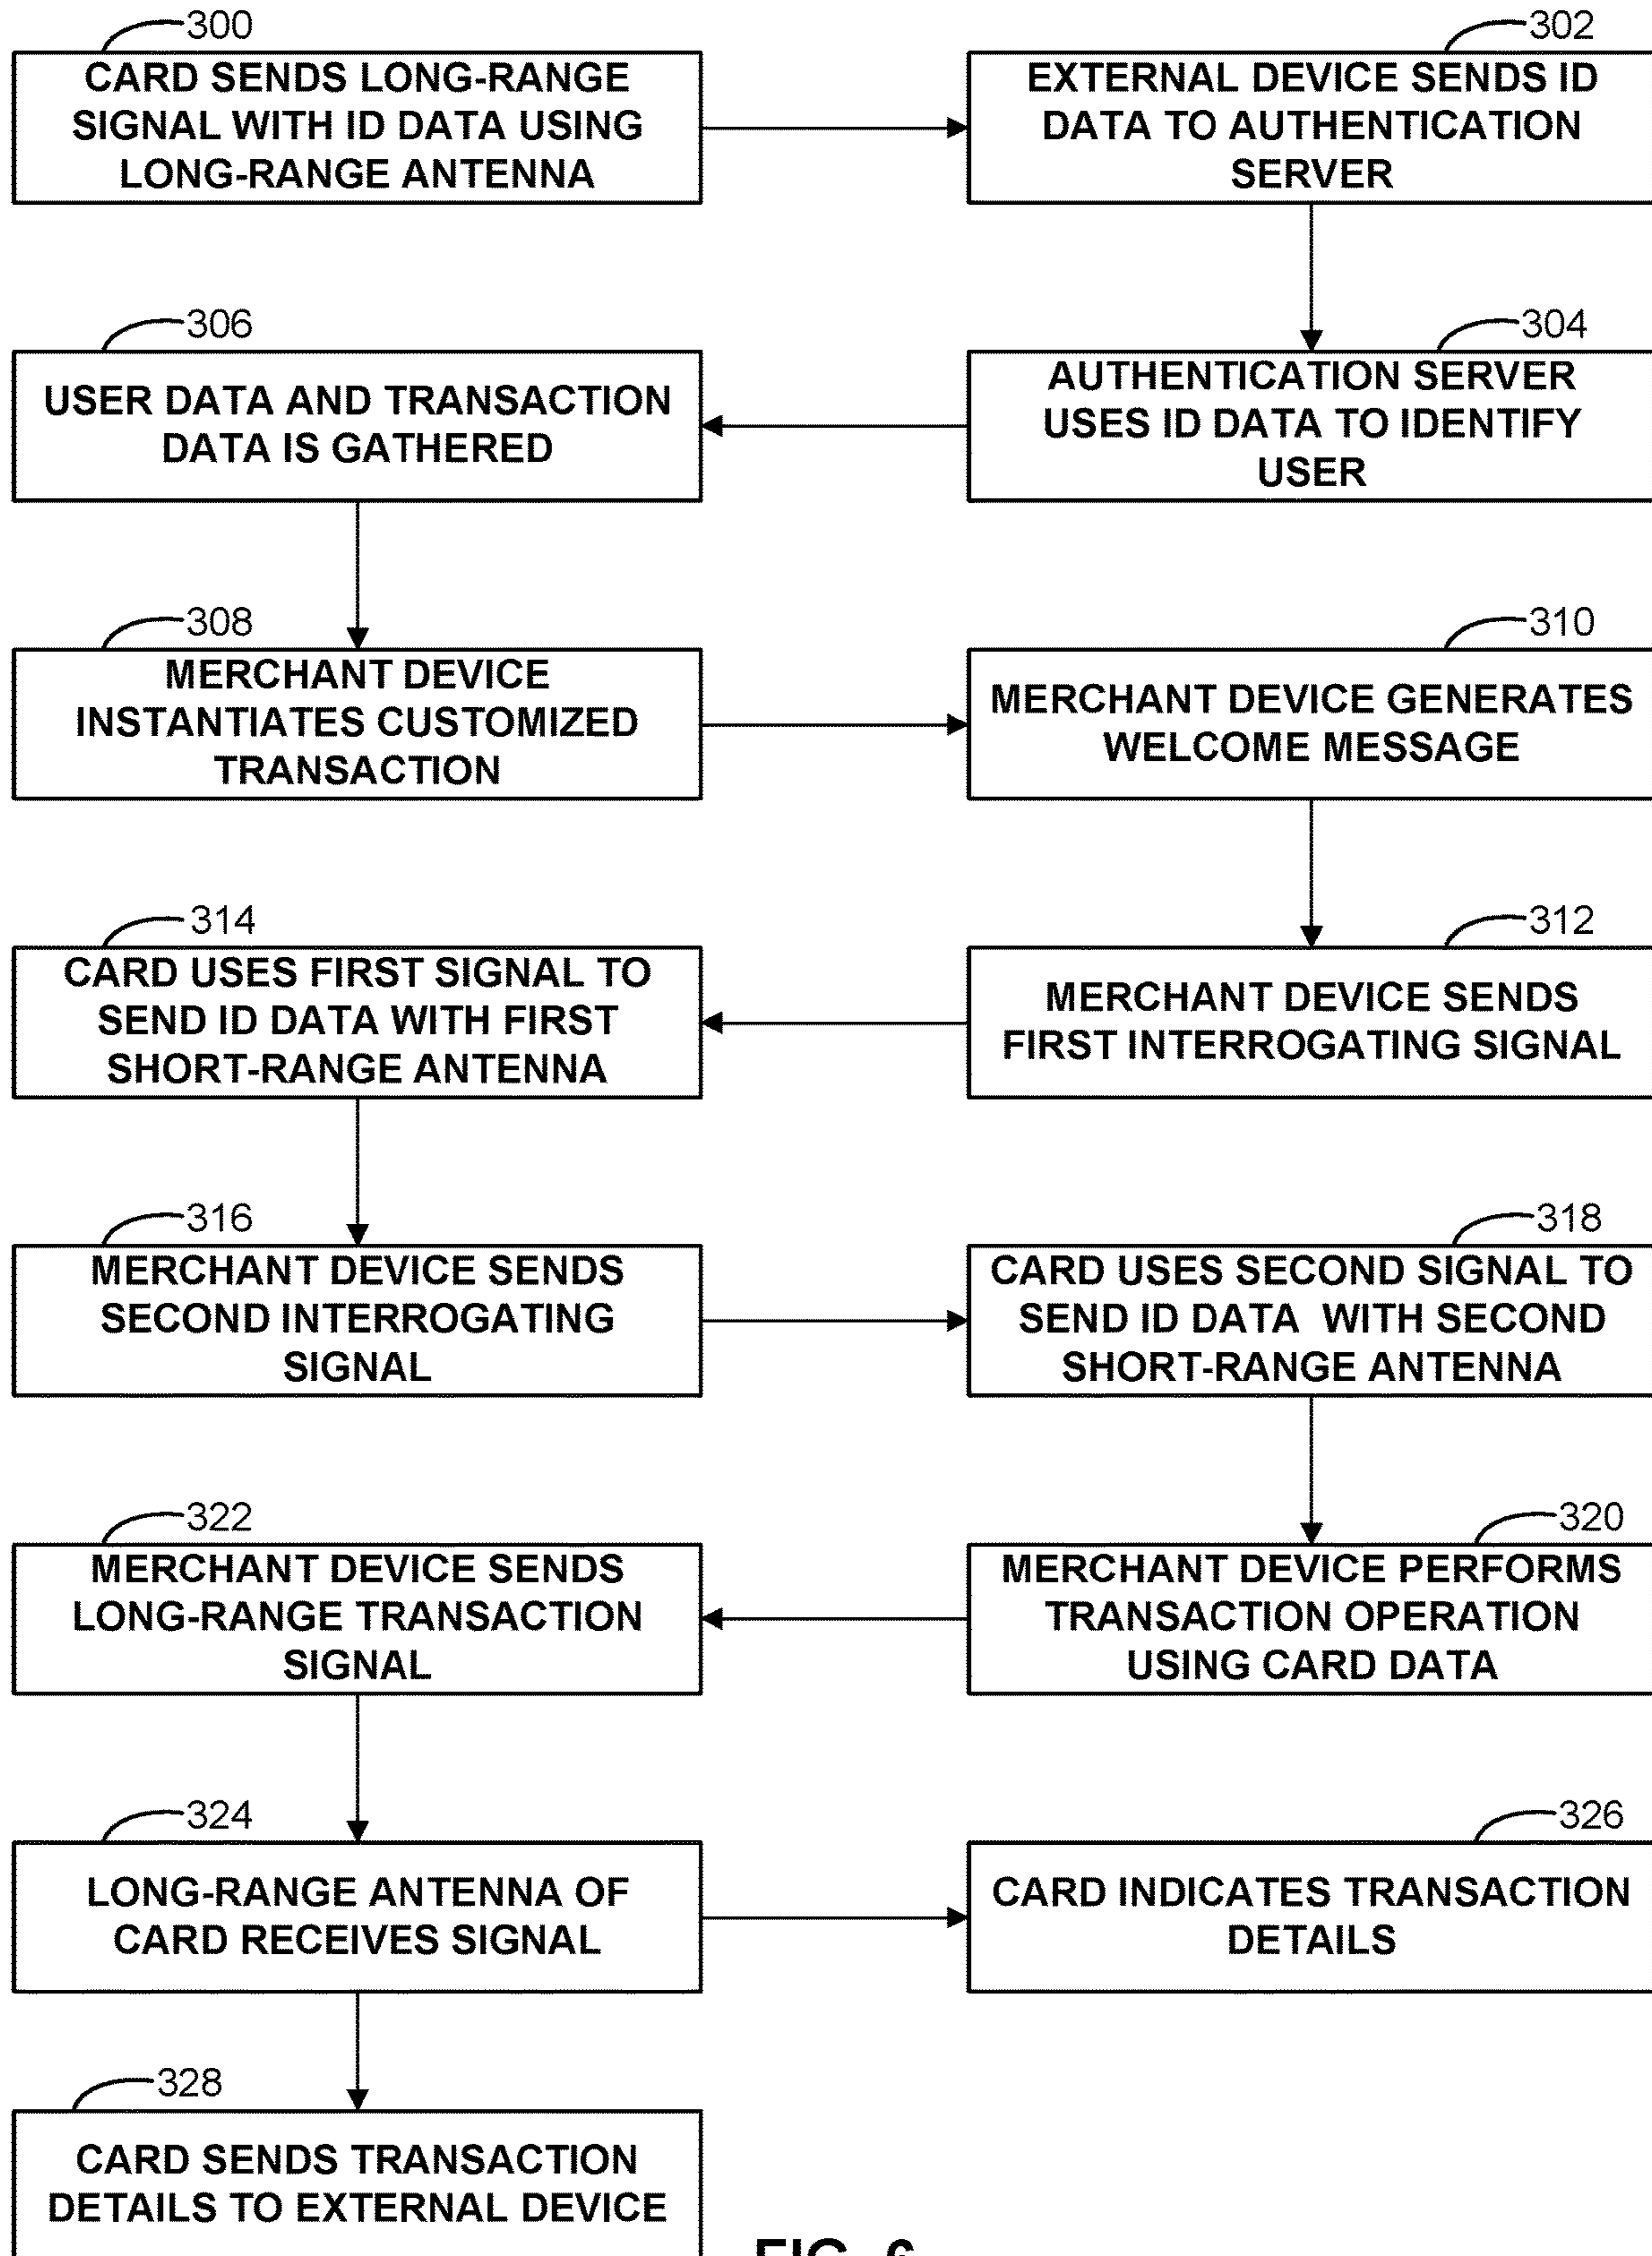 300
CARD SENDS LONG-RANGE
SIGNAL WITH ID DATA USING
LONG-RANGE ANTENNA
302
EXTERNAL DEVICE SENDS ID
DATA TO AUTHENTICATION
SERVER
304
AUTHENTICATION SERVER
USES ID DATA TO IDENTIFY
USER
306
USER DATA AND TRANSACTION
DATA IS GATHERED
308
MERCHANT DEVICE
INSTANTIATES CUSTOMIZED
TRANSACTION
310
MERCHANT DEVICE GENERATES
WELCOME MESSAGE
312
MERCHANT DEVICE SENDS
FIRST INTERROGATING SIGNAL
314
CARD USES FIRST SIGNAL TO
SEND ID DATA WITH FIRST
SHORT-RANGE ANTENNA
316
MERCHANT DEVICE SENDS
SECOND INTERROGATING
SIGNAL
318
CARD USES SECOND SIGNAL TO
SEND ID DATA WITH SECOND
SHORT-RANGE ANTENNA
320
MERCHANT DEVICE PERFORMS
TRANSACTION OPERATION
USING CARD DATA
322
MERCHANT DEVICE SENDS
LONG-RANGE TRANSACTION
SIGNAL
324
LONG-RANGE ANTENNA OF
CARD RECEIVES SIGNAL
326
CARD INDICATES TRANSACTION
DETAILS
328
CARD SENDS TRANSACTION
DETAILS TO EXTERNAL DEVICE
FIG. 6